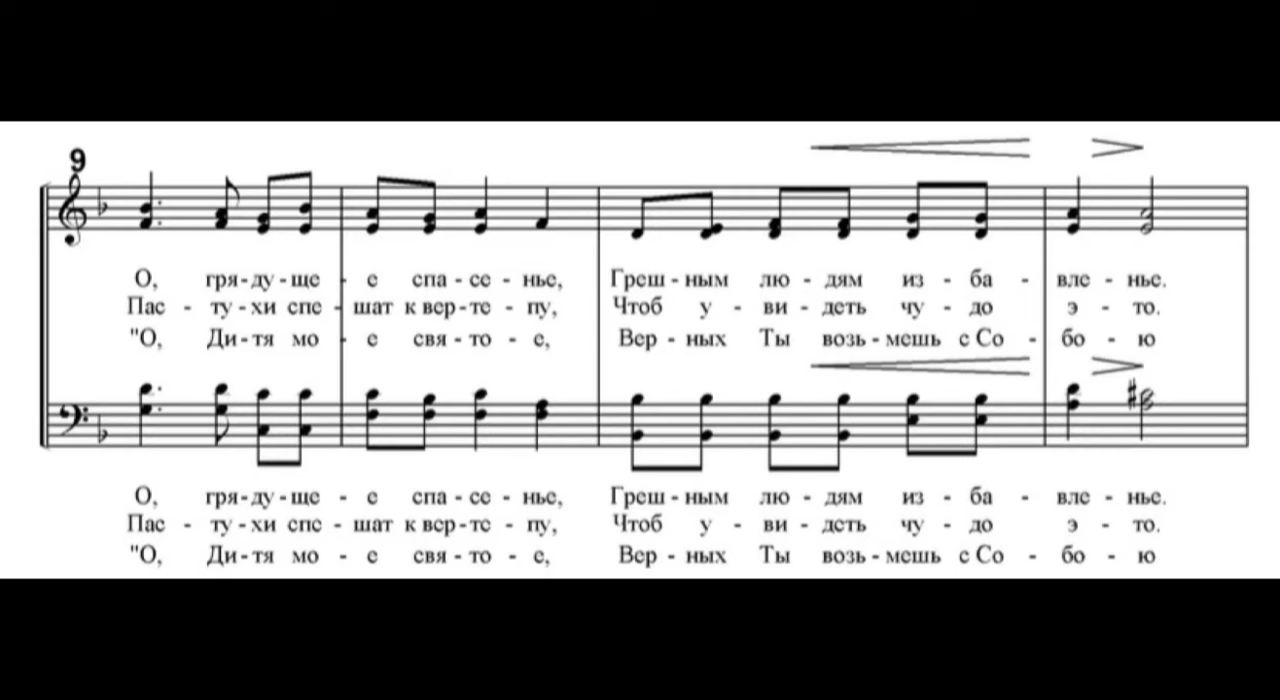 9
О, гря-ду-ще - е спа-се - нье, Греш-ным лю - дям из - ба - вле - нье.
Пас - ту-хи спе - шат к вер-те - пу, Чтоб у - ви - деть чу - до э - то.
"О, Ди-тя мо - е свя-то - е, Вер - ных Ты возь-мешь с Со - бо - ю
О, гря-ду-ще - е спа-се - нье, Греш-ным лю - дям из - ба - вле - нье.
Пас - ту-хи спе - шат к вер-те - пу, Чтоб у - ви - деть чу - до э - то.
"О, Ди-тя мо - е свя-то - е, Вер - ных Ты возь-мешь с Со - бо - ю